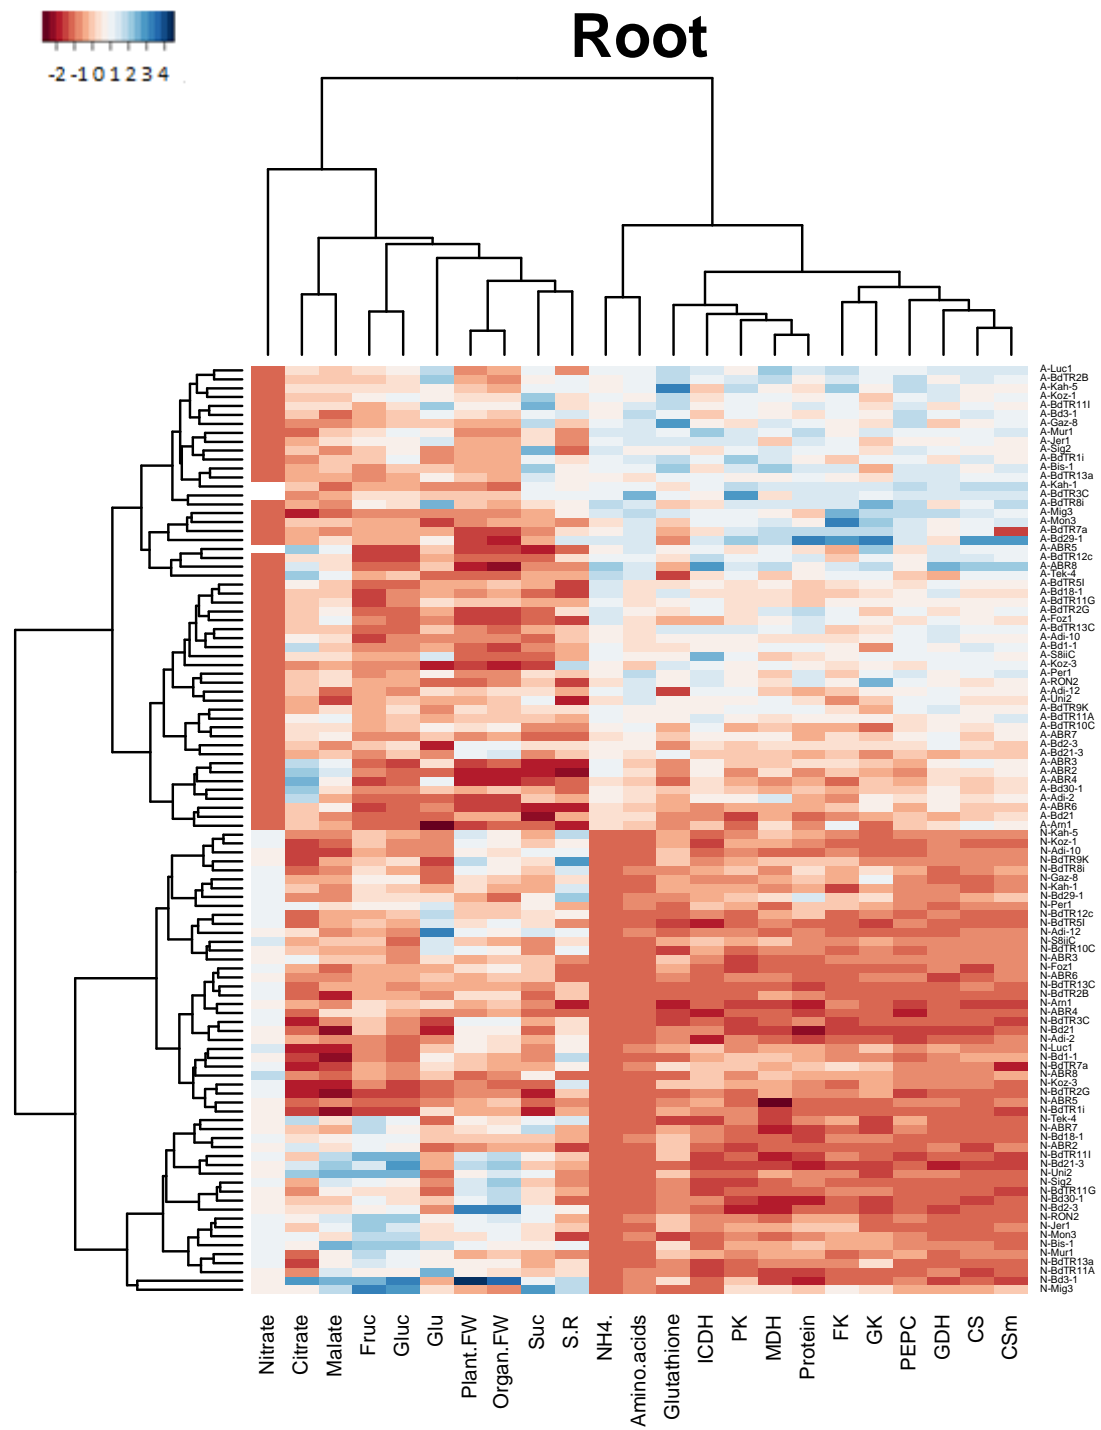 Root
-2 -1 0 1 2 3 4
A-Luc1
A-BdTR2B
A-Kah-5
A-Koz-1
A-BdTR11I
A-Bd3-1
A-Gaz-8
A-Mur1
A-Jer1
A-Sig2
A-BdTR1i
A-Bis-1
A-BdTR13a
A-Kah-1
A-BdTR3C
A-BdTR8i
A-Mig3
A-Mon3
A-BdTR7a
A-Bd29-1
A-ABR5
A-BdTR12c
A-ABR8
A-Tek-4
A-BdTR5I
A-Bd18-1
A-BdTR11G
A-BdTR2G
A-Foz1
A-BdTR13C
A-Adi-10
A-Bd1-1
A-S8iiC
A-Koz-3
A-Per1
A-RON2
A-Adi-12
A-Uni2
A-BdTR9K
A-BdTR11A
A-BdTR10C
A-ABR7
A-Bd2-3
A-Bd21-3
A-ABR3
A-ABR2
A-ABR4
A-Bd30-1
A-Adi-2
A-ABR6
A-Bd21
A-Arn1
N-Kah-5
N-Koz-1
N-Adi-10
N-BdTR9K
N-BdTR8i
N-Gaz-8
N-Kah-1
N-Bd29-1
N-Per1
N-BdTR12c
N-BdTR5I
N-Adi-12
N-S8iiC
N-BdTR10C
N-ABR3
N-Foz1
N-ABR6
N-BdTR13C
N-BdTR2B
N-Arn1
N-ABR4
N-BdTR3C
N-Bd21
N-Adi-2
N-Luc1
N-Bd1-1
N-BdTR7a
N-ABR8
N-Koz-3
N-BdTR2G
N-ABR5
N-BdTR1i
N-Tek-4
N-ABR7
N-Bd18-1
N-ABR2
N-BdTR11I
N-Bd21-3
N-Uni2
N-Sig2
N-BdTR11G
N-Bd30-1
N-Bd2-3
N-RON2
N-Jer1
N-Mon3
N-Bis-1
N-Mur1
N-BdTR13a
N-BdTR11A
N-Bd3-1
N-Mig3
Nitrate
Citrate
Malate
Fruc
Gluc
Glu
Plant.FW
Organ.FW
Suc
S.R
NH4.
Amino.acids
Glutathione
ICDH
PK
MDH
Protein
FK
GK
PEPC
GDH
CS
CSm